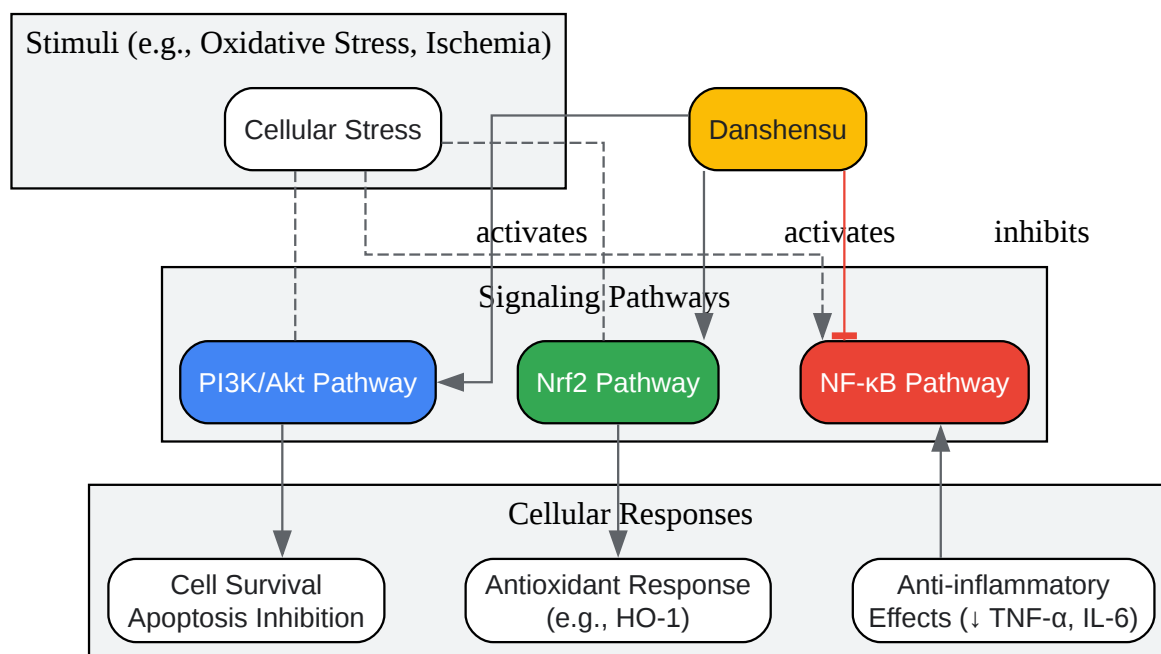 Stimuli (e.g., Oxidative Stress, Ischemia)
Cellular Stress
Danshensu
activates
activates
inhibits
Signaling Pathways
PI3K/Akt Pathway
Nrf2 Pathway
NF-κB Pathway
Cellular Responses
Cell Survival
Apoptosis Inhibition
Antioxidant Response
(e.g., HO-1)
Anti-inflammatory
Effects (↓ TNF-α, IL-6)